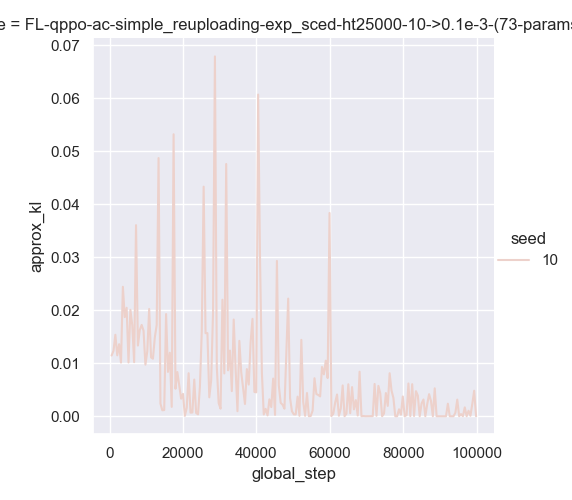 e = FL-qppo-ac-simple_reuploading-exp_sced-ht25000-10->0.1e-3-(73-params
0.07
0.06
0.05
0.04
0.03
0.02
0.01
0.00
approx_kl
0 20000 40000 60000 80000 100000
global_step
seed
10